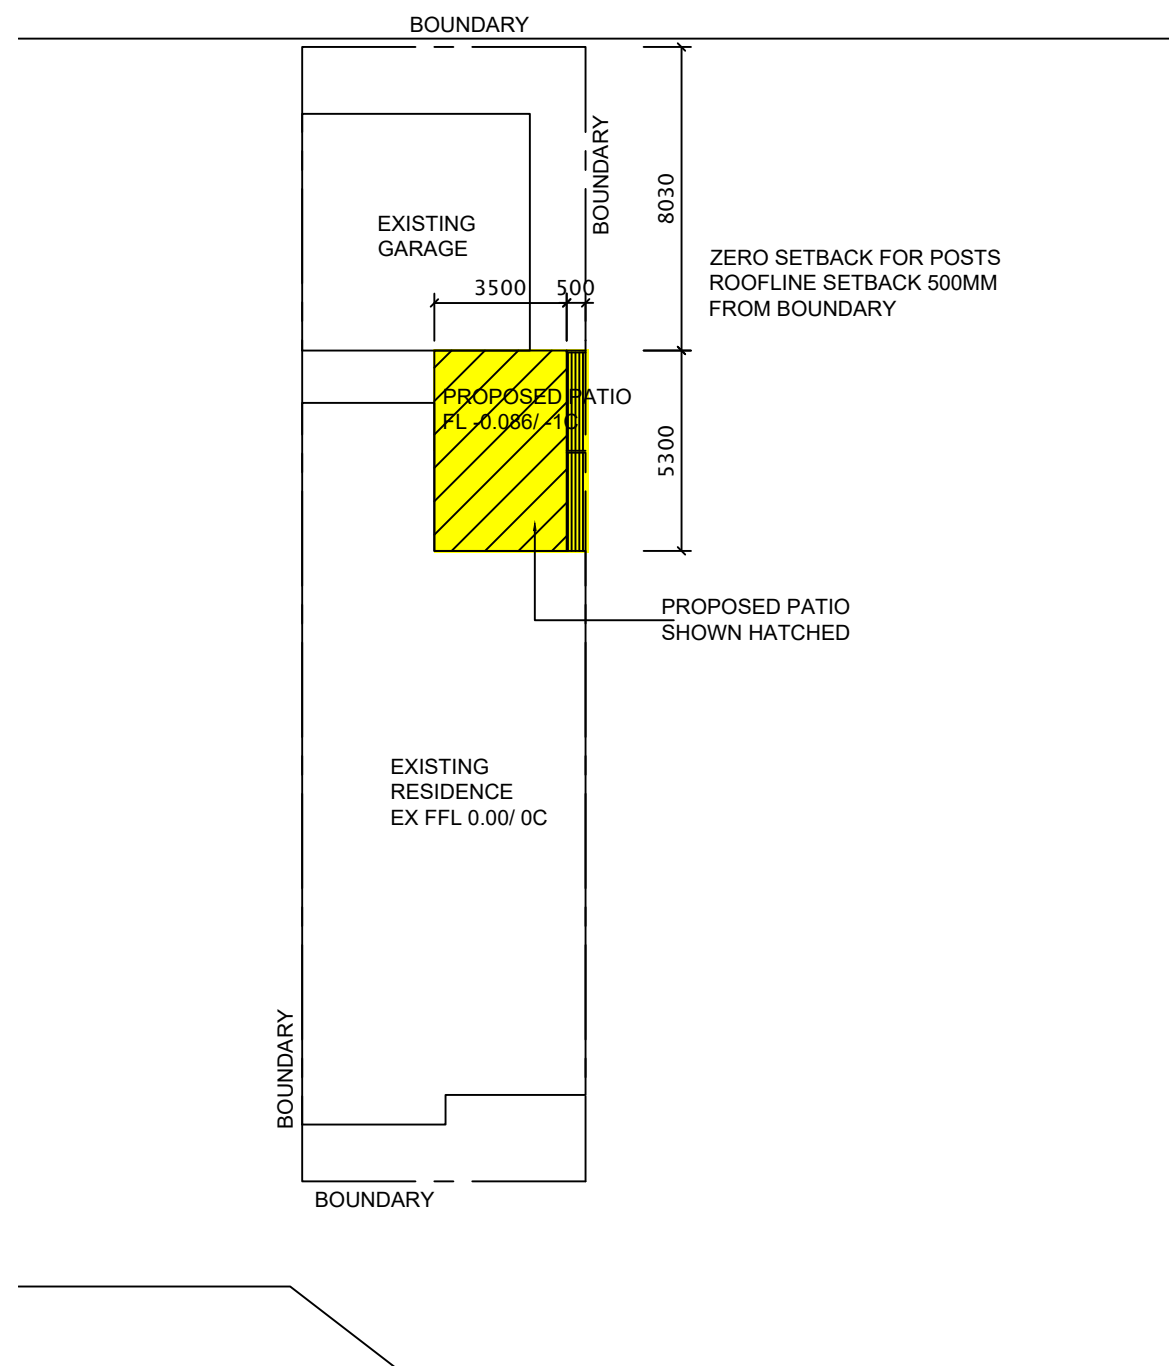 BOUNDARY
BOUNDARY
8030
EXISTING
GARAGE
ZERO SETBACK FOR POSTS
ROOFLINE SETBACK 500MM
FROM BOUNDARY
3500
500
PROPOSED PATIO
FL -0.086/ -1C
5300
PROPOSED PATIO
SHOWN HATCHED
EXISTING
RESIDENCE
EX FFL 0.00/ 0C
BOUNDARY
BOUNDARY